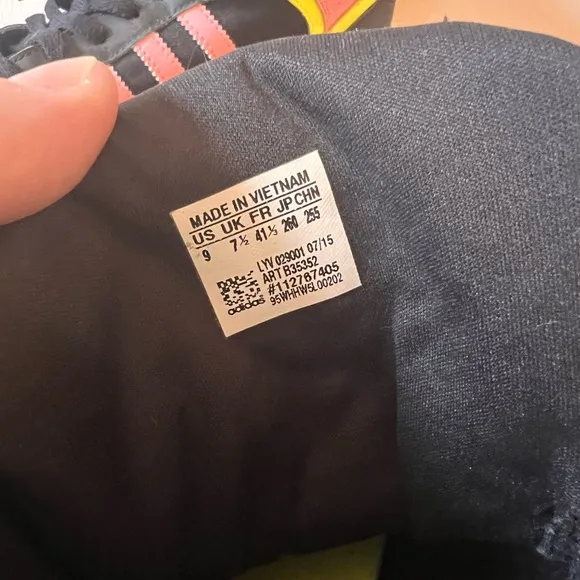 MADE IN VIETNAM
US UK FR JP CHN
9 7½ 41⅓ 260 255
LYV 029001 07/15
ART B35352
#112767405
95WHHW5L00202
adidas